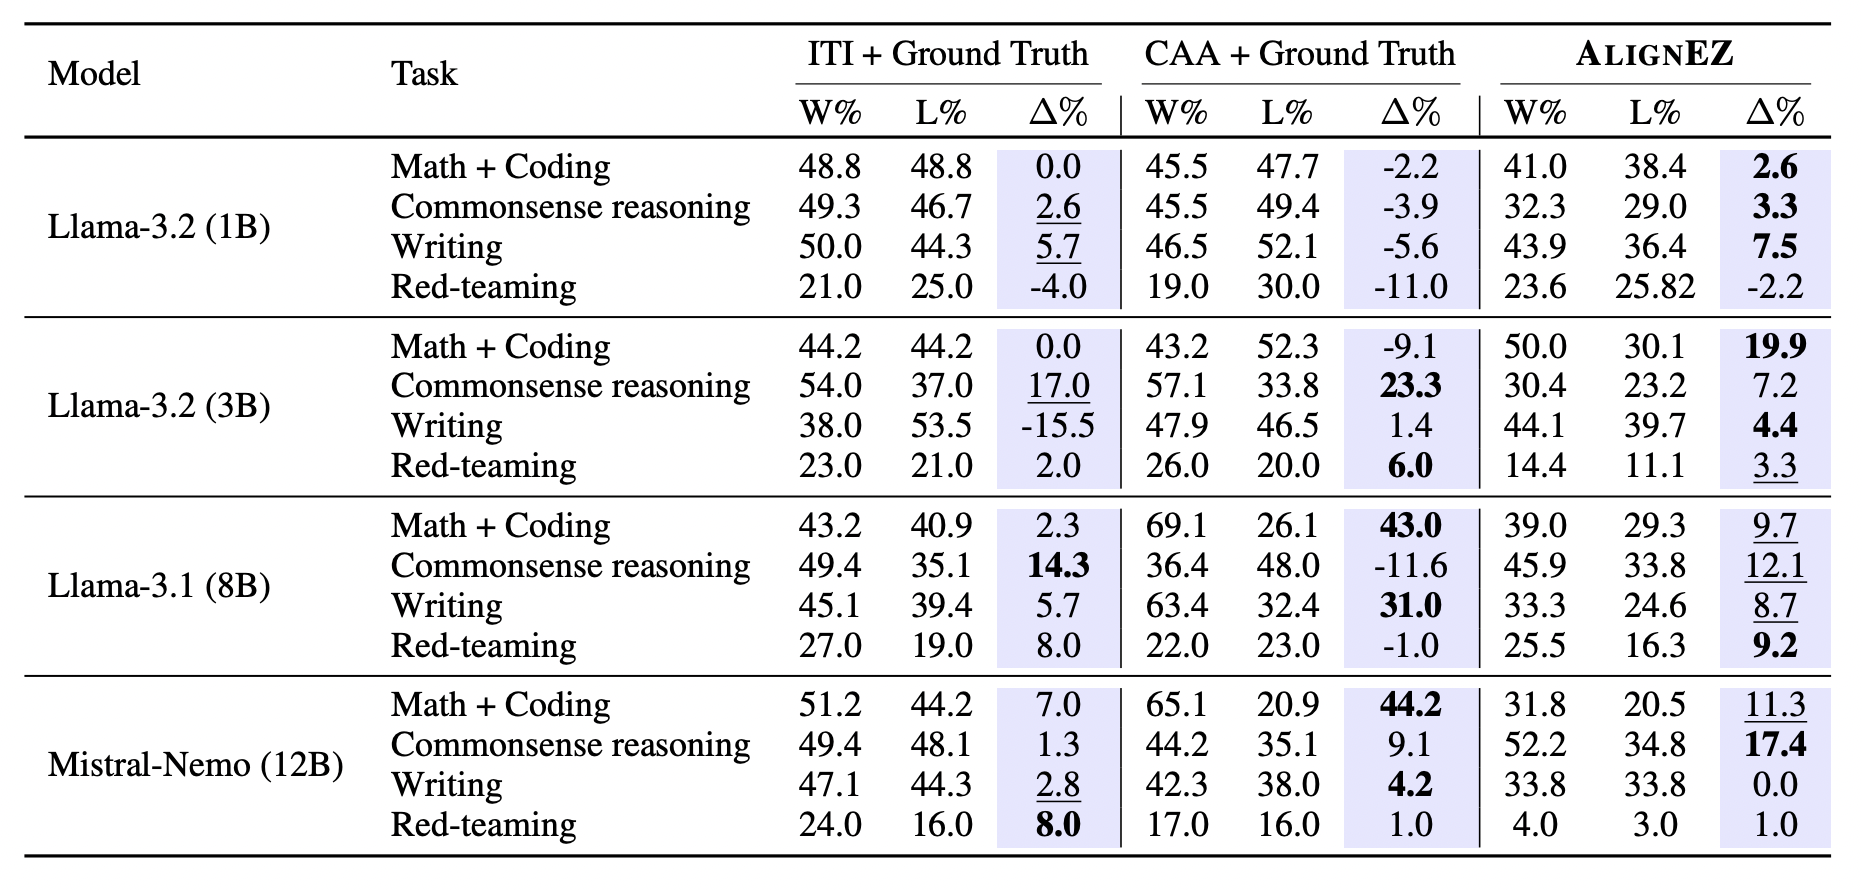 ITI + Ground Truth CAA + Ground Truth ALIGNEZ
Model Task
W% L% Δ% W% L% Δ% W% L% Δ%
Math + Coding 48.8 48.8 0.0 45.5 47.7 -2.2 41.0 38.4 2.6
Commonsense reasoning 49.3 46.7 2.6 45.5 49.4 -3.9 32.3 29.0 3.3
Llama-3.2 (1B)
Writing 50.0 44.3 5.7 46.5 52.1 -5.6 43.9 36.4 7.5
Red-teaming 21.0 25.0 -4.0 19.0 30.0 -11.0 23.6 25.82 -2.2
Math + Coding 44.2 44.2 0.0 43.2 52.3 -9.1 50.0 30.1 19.9
Commonsense reasoning 54.0 37.0 17.0 57.1 33.8 23.3 30.4 23.2 7.2
Llama-3.2 (3B)
Writing 38.0 53.5 -15.5 47.9 46.5 1.4 44.1 39.7 4.4
Red-teaming 23.0 21.0 2.0 26.0 20.0 6.0 14.4 11.1 3.3
Math + Coding 43.2 40.9 2.3 69.1 26.1 43.0 39.0 29.3 9.7
Commonsense reasoning 49.4 35.1 14.3 36.4 48.0 -11.6 45.9 33.8 12.1
Llama-3.1 (8B)
Writing 45.1 39.4 5.7 63.4 32.4 31.0 33.3 24.6 8.7
Red-teaming 27.0 19.0 8.0 22.0 23.0 -1.0 25.5 16.3 9.2
Math + Coding 51.2 44.2 7.0 65.1 20.9 44.2 31.8 20.5 11.3
Commonsense reasoning 49.4 48.1 1.3 44.2 35.1 9.1 52.2 34.8 17.4
Mistral-Nemo (12B)
Writing 47.1 44.3 2.8 42.3 38.0 4.2 33.8 33.8 0.0
Red-teaming 24.0 16.0 8.0 17.0 16.0 1.0 4.0 3.0 1.0